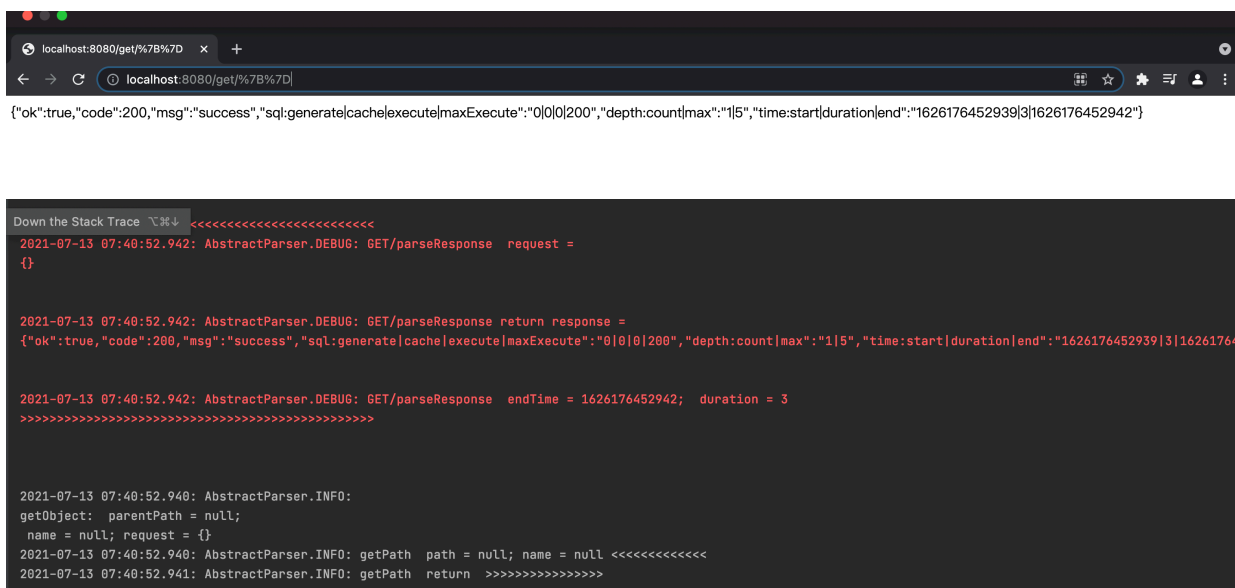 localhost:8080/get/%7B%7D
localhost:8080/get/%7B%7D
{"ok":true,"code":200,"msg":"success","sql:generate|cache|execute|maxExecute":"0|0|0|200","depth:count|max":"1|5","time:start|duration|end":"1626176452939|3|1626176452942"}
Down the Stack Trace ⌥⌘↓ <<<<<<<<<<<<<<<<<<<<<<<<<
2021-07-13 07:40:52.942: AbstractParser.DEBUG: GET/parseResponse  request =
{}
2021-07-13 07:40:52.942: AbstractParser.DEBUG: GET/parseResponse return response =
{"ok":true,"code":200,"msg":"success","sql:generate|cache|execute|maxExecute":"0|0|0|200","depth:count|max":"1|5","time:start|duration|end":"1626176452939|3|16261764
2021-07-13 07:40:52.942: AbstractParser.DEBUG: GET/parseResponse  endTime = 1626176452942;  duration = 3
>>>>>>>>>>>>>>>>>>>>>>>>>>>>>>>>>>>>>>>>>>>>>>>>
2021-07-13 07:40:52.940: AbstractParser.INFO:
getObject:  parentPath = null;
name = null; request = {}
2021-07-13 07:40:52.940: AbstractParser.INFO: getPath  path = null; name = null <<<<<<<<<<<<<
2021-07-13 07:40:52.941: AbstractParser.INFO: getPath  return  >>>>>>>>>>>>>>>>